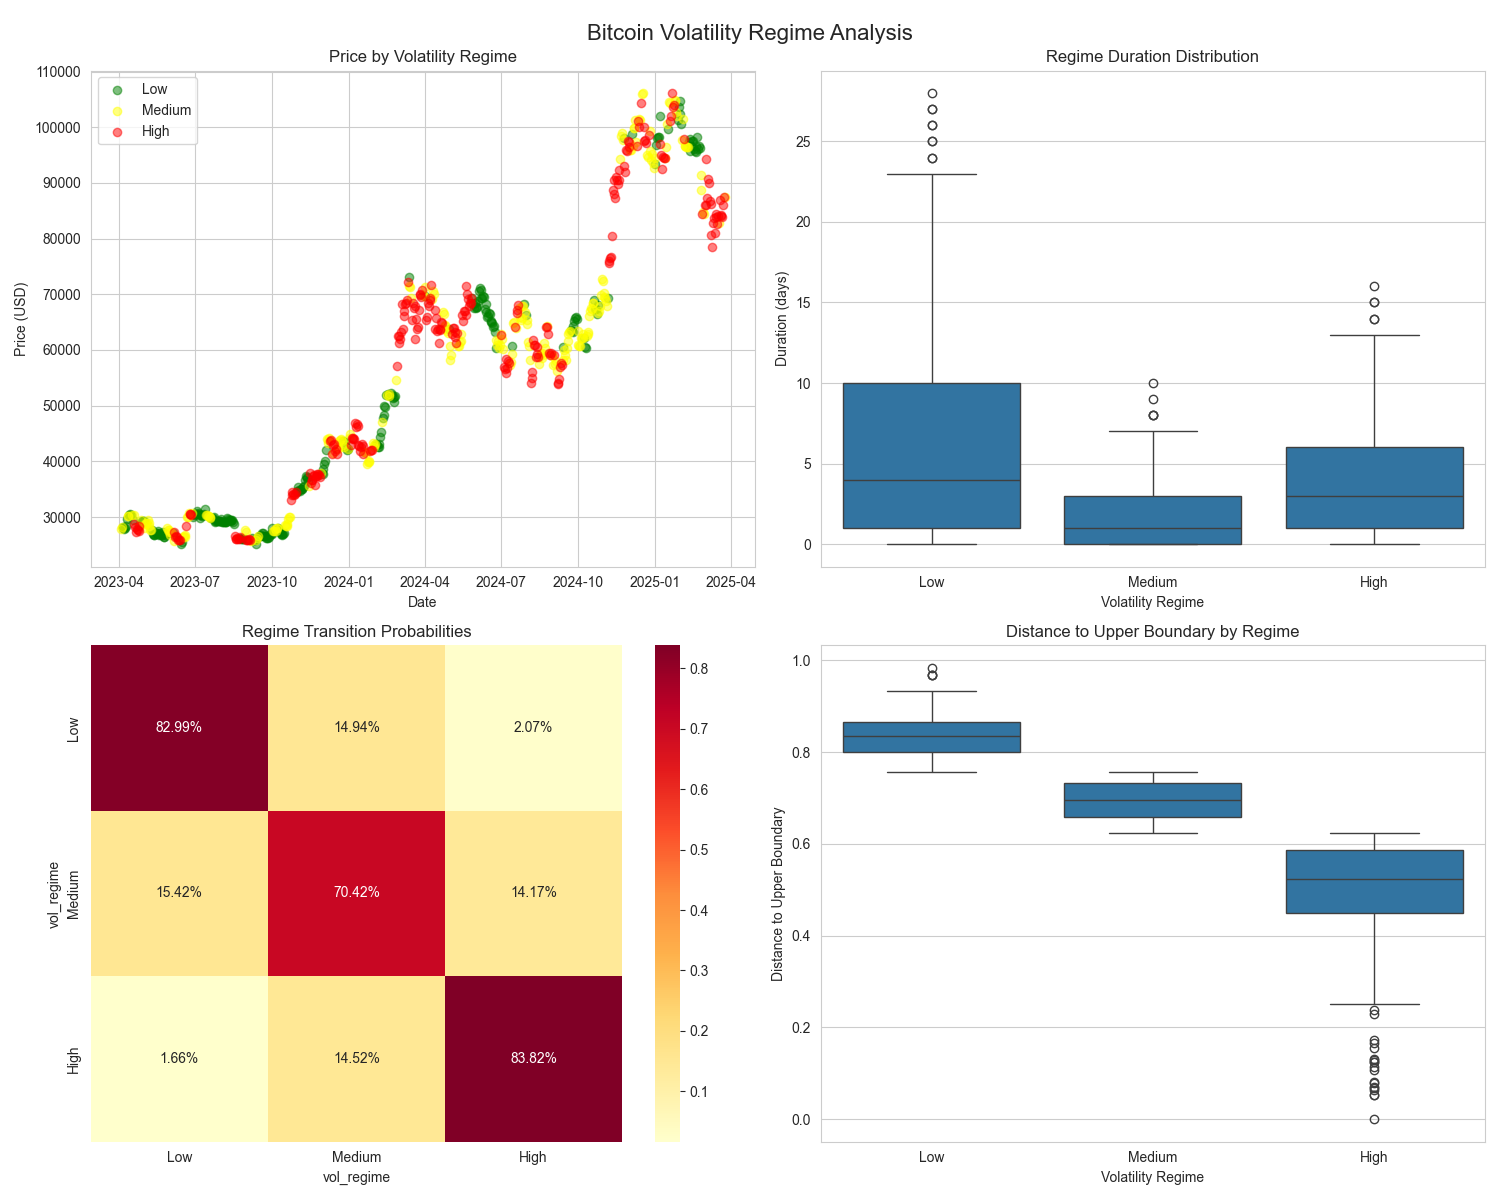 Bitcoin Volatility Regime Analysis
Price by Volatility Regime
Low
Medium
High
Price (USD)
110000
100000
90000
80000
70000
60000
50000
40000
30000
2023-04 2023-07 2023-10 2024-01 2024-04 2024-07 2024-10 2025-01 2025-04
Date
Regime Duration Distribution
Duration (days)
25
20
15
10
5
0
Low Medium High
Volatility Regime
Regime Transition Probabilities
vol_regime
Low
82.99% 14.94% 2.07%
Medium
15.42% 70.42% 14.17%
High
1.66% 14.52% 83.82%
Low Medium High
vol_regime
0.8
0.7
0.6
0.5
0.4
0.3
0.2
0.1
Distance to Upper Boundary by Regime
Distance to Upper Boundary
1.0
0.8
0.6
0.4
0.2
0.0
Low Medium High
Volatility Regime